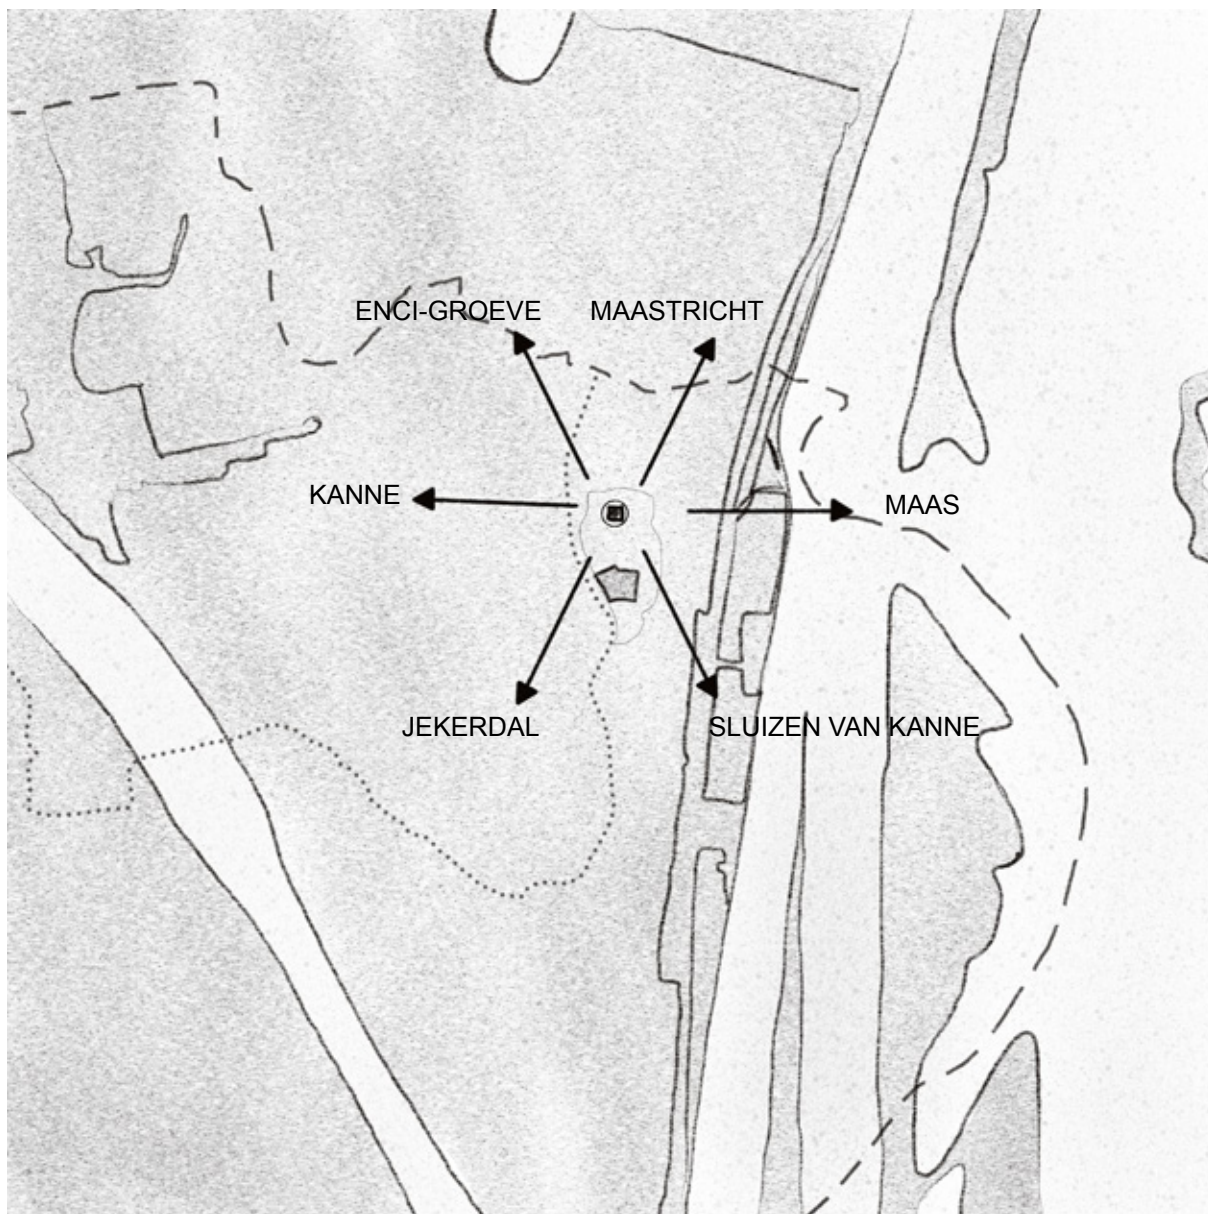 ENCI-GROEVE
MAASTRICHT
KANNE
MAAS
JEKERDAL
SLUIZEN VAN KANNE